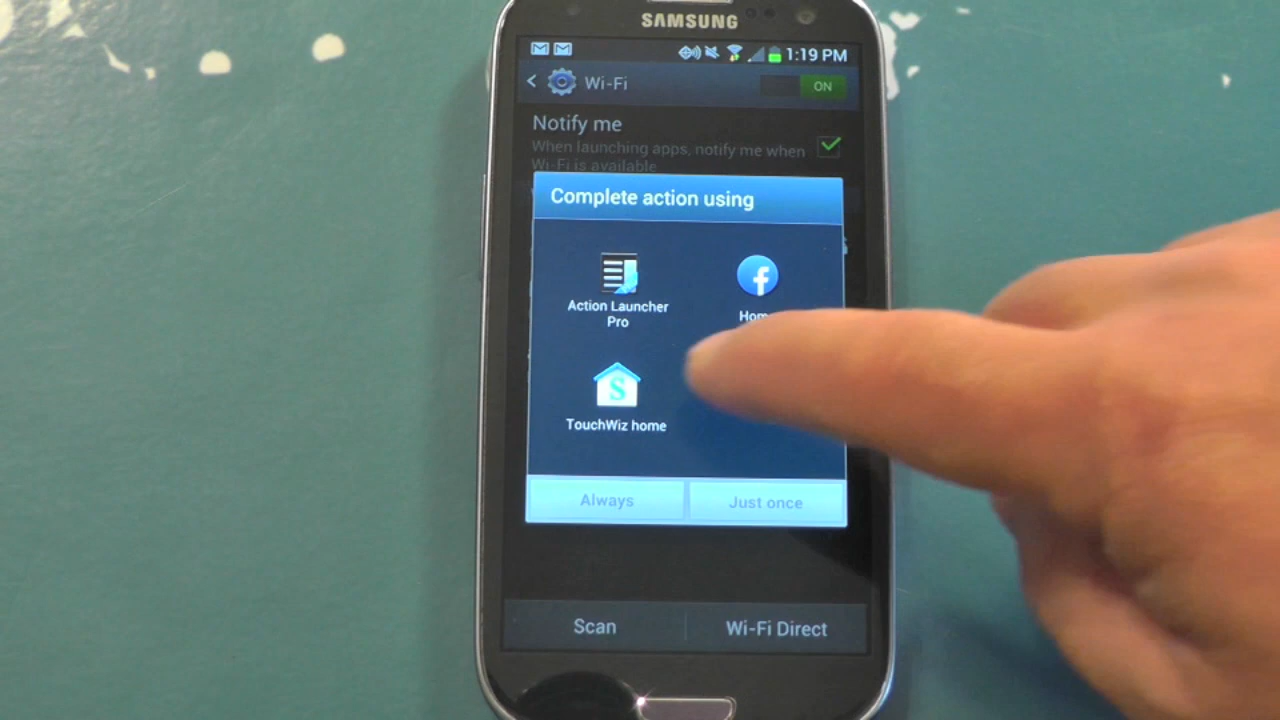 SAMSUNG
1:19 PM
Wi-Fi
ON
Notify me
When launching apps, notify me when
Wi-Fi is available
Complete action using
Action Launcher
Pro
TouchWiz home
Always
Just once
Scan
Wi-Fi Direct